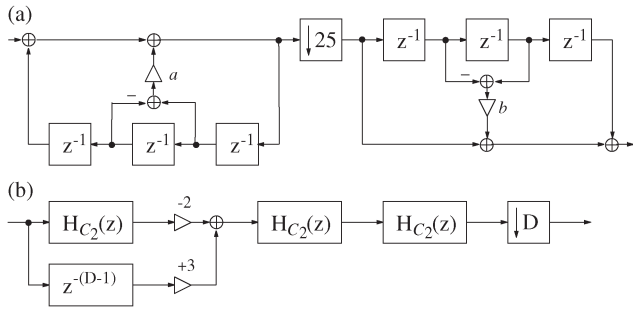 (a)
↓25 z⁻¹ z⁻¹ z⁻¹
a
−
− b
z⁻¹ z⁻¹ z⁻¹
(b)
-2
H_C₂(z) H_C₂(z) H_C₂(z) ↓D
+3
z⁻⁽ᴰ⁻¹⁾